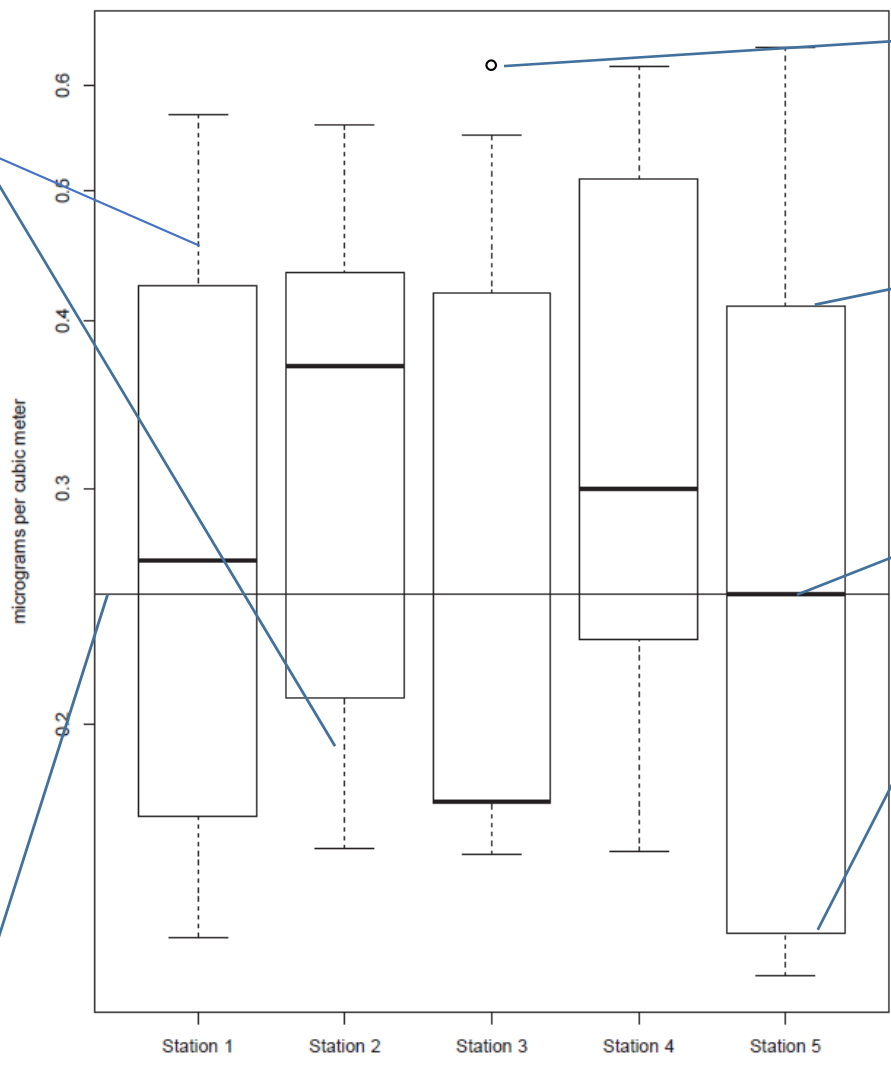 0.6
0.5
0.4
0.3
0.2
micrograms per cubic meter
Station 1
Station 2
Station 3
Station 4
Station 5